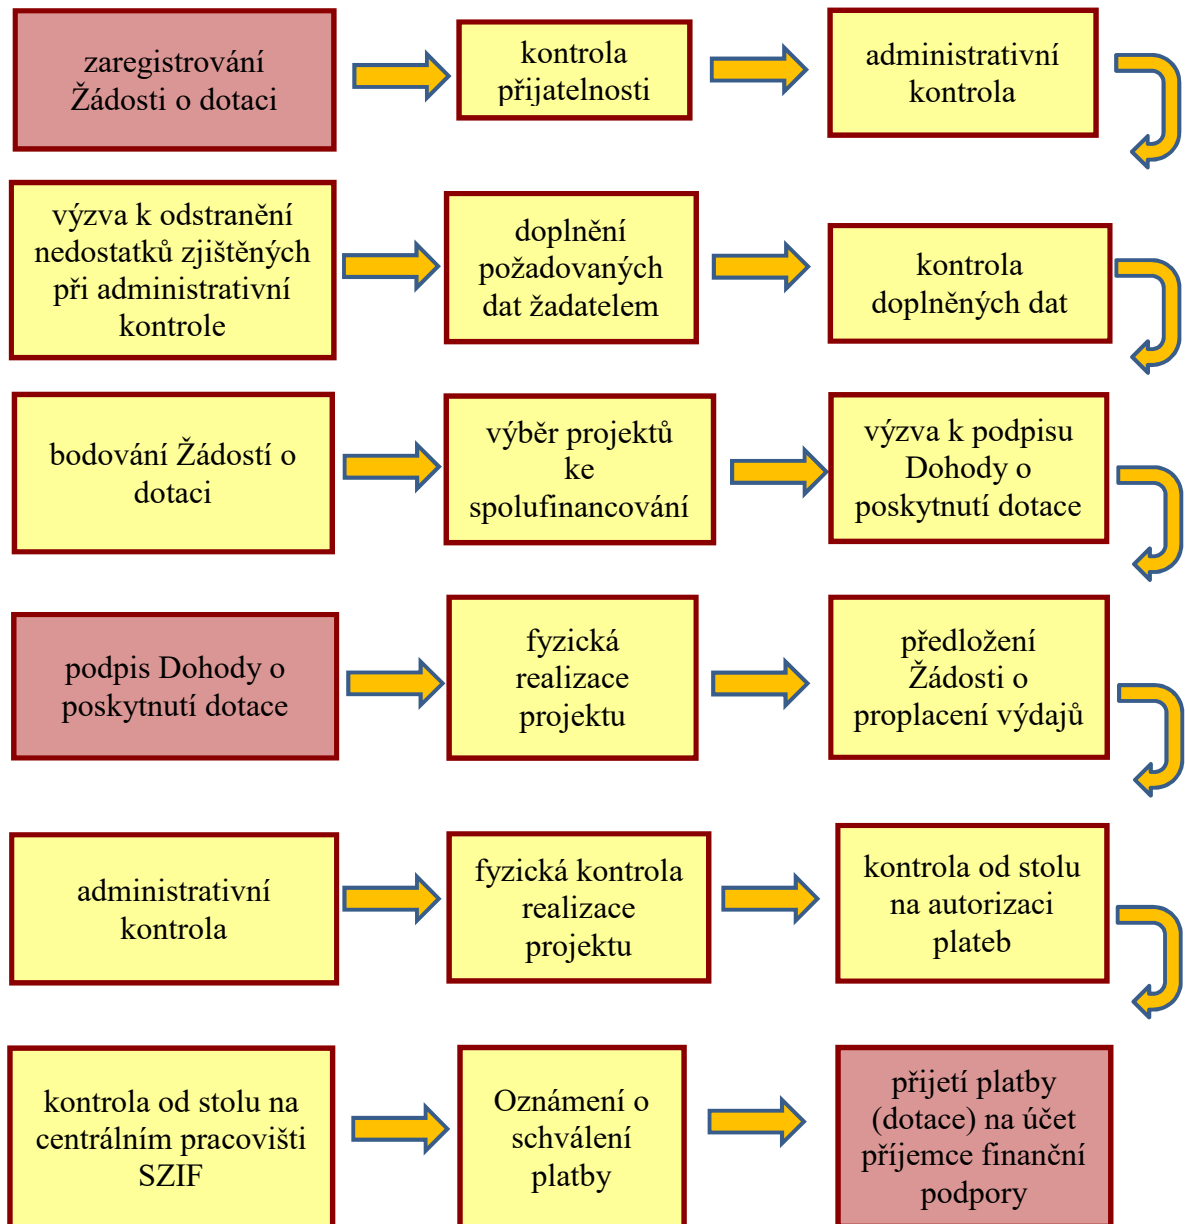 zaregistrování
Žádosti o dotaci
kontrola
přijatelnosti
administrativní
kontrola
výzva k odstranění
nedostatků zjištěných
při administrativní
kontrole
doplnění
požadovaných
dat žadatelem
kontrola
doplněných dat
bodování Žádostí o
dotaci
výběr projektů
ke
spolufinancování
výzva k podpisu
Dohody o
poskytnutí dotace
podpis Dohody o
poskytnutí dotace
fyzická
realizace
projektu
předložení
Žádosti o
proplacení výdajů
administrativní
kontrola
fyzická kontrola
realizace
projektu
kontrola od stolu
na autorizaci
plateb
kontrola od stolu na
centrálním pracovišti
SZIF
Oznámení o
schválení
platby
přijetí platby
(dotace) na účet
příjemce finanční
podpory